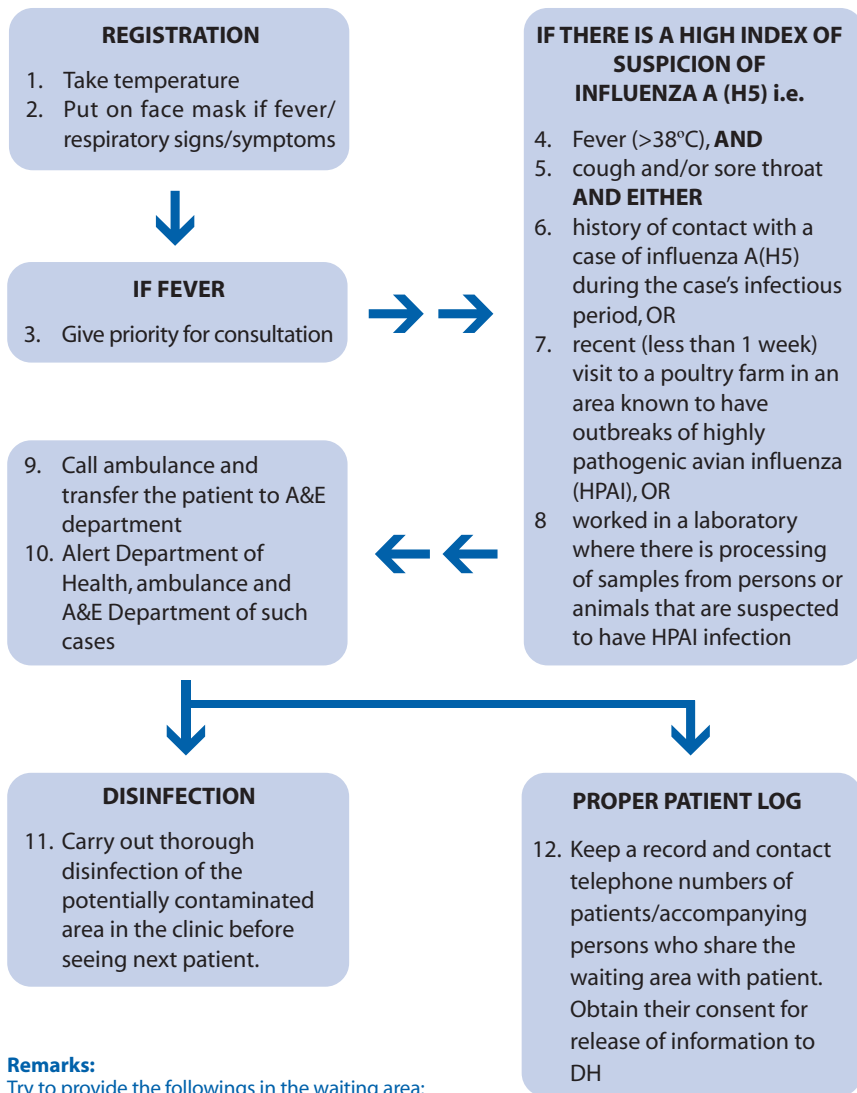 REGISTRATION
1. Take temperature
2. Put on face mask if fever/
respiratory signs/symptoms
IF FEVER
3. Give priority for consultation
IF THERE IS A HIGH INDEX OF
SUSPICION OF
INFLUENZA A (H5) i.e.
4. Fever (>38ºC), AND
5. cough and/or sore throat
AND EITHER
6. history of contact with a
case of influenza A(H5)
during the case's infectious
period, OR
7. recent (less than 1 week)
visit to a poultry farm in an
area known to have
outbreaks of highly
pathogenic avian influenza
(HPAI), OR
8 worked in a laboratory
where there is processing
of samples from persons or
animals that are suspected
to have HPAI infection
9. Call ambulance and
transfer the patient to A&E
department
10. Alert Department of
Health, ambulance and
A&E Department of such
cases
DISINFECTION
11. Carry out thorough
disinfection of the
potentially contaminated
area in the clinic before
seeing next patient.
PROPER PATIENT LOG
12. Keep a record and contact
telephone numbers of
patients/accompanying
persons who share the
waiting area with patient.
Obtain their consent for
release of information to
DH
Remarks:
Try to provide the followings in the waiting area: